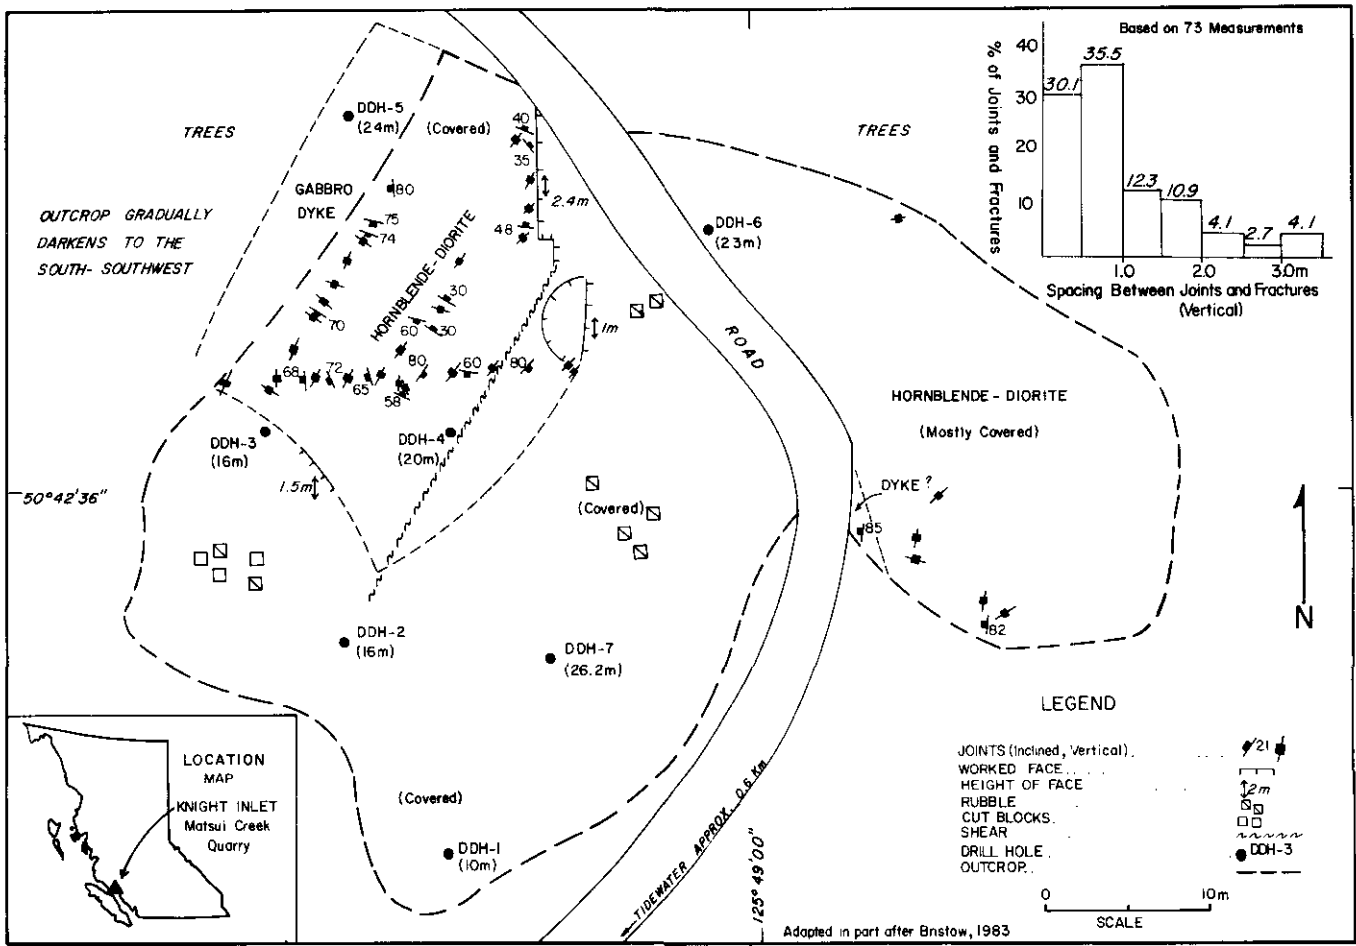 Based on 73 Measurements
% of Joints and Fractures
40
30
20
10
30.1
35.5
12.3
10.9
4.1
2.7
4.1
1.0
2.0
3.0m
Spacing Between Joints and Fractures
(Vertical)
TREES
DDH-5
(24m)
(Covered)
40
35
2.4m
48
TREES
GABBRO
DYKE
80
75
74
OUTCROP GRADUALLY
DARKENS TO THE
SOUTH-SOUTHWEST
HORNBLENDE-DIORITE
DDH-6
(23m)
30
60
30
70
1m
ROAD
68
72
65
80
58
60
80
HORNBLENDE-DIORITE
(Mostly Covered)
DDH-3
(16m)
DDH-4
(20m)
1.5m
50°42'36"
(Covered)
DYKE?
85
82
N
DDH-2
(16m)
DDH-7
(26.2m)
(Covered)
DDH-1
(10m)
TIDEWATER APPROX. 0.6 Km
125° 49'00"
LOCATION
MAP
KNIGHT INLET
Matsui Creek
Quarry
LEGEND
JOINTS (Inclined, Vertical). . . . 21
WORKED FACE. . . . .
HEIGHT OF FACE 2m
RUBBLE
CUT BLOCKS.
SHEAR
DRILL HOLE. DDH-3
OUTCROP. .
0 10m
SCALE
Adapted in part after Bristow, 1983